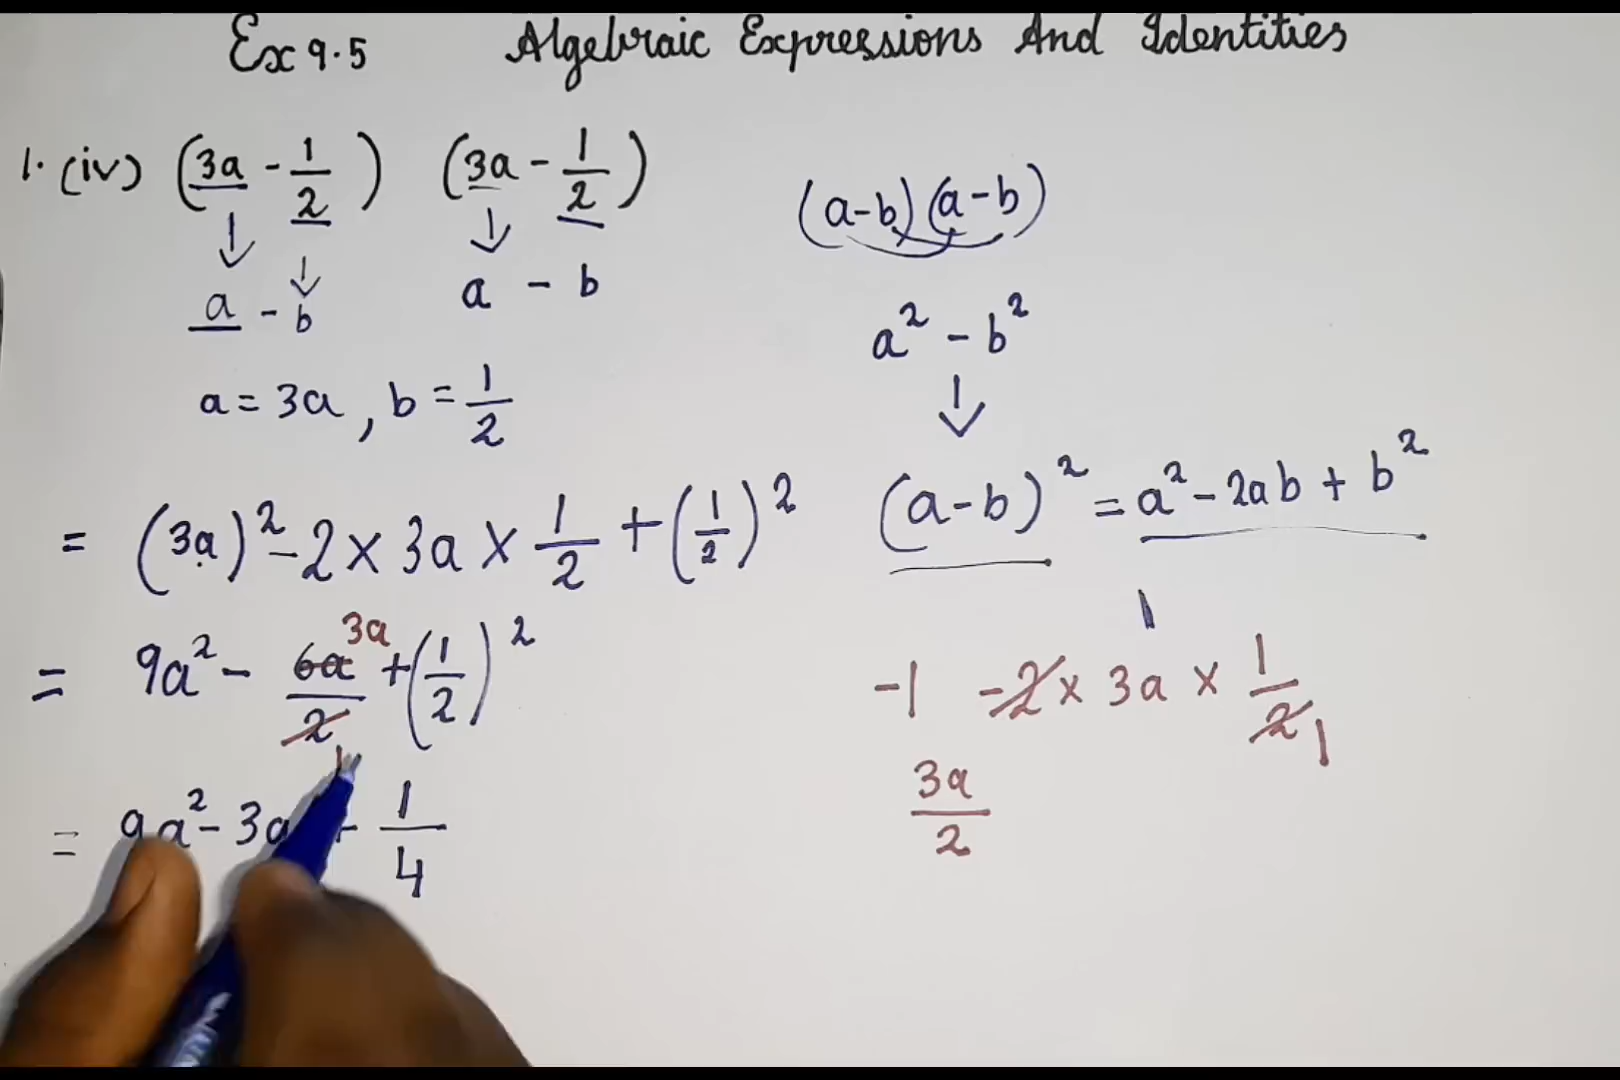 Ex 9.5 Algebraic Expressions And Identities
1. (iv) (3a - 1/2) (3a - 1/2)
↓ ↓ ↓
a - b a - b
a = 3a, b = 1/2
= (3a)² - 2 × 3a × 1/2 + (1/2)²
3a
= 9a² - 6a/2 + (1/2)²
1
= 9a² - 3a + 1/4
(a-b)(a-b)
a² - b²
↓
(a-b)² = a² - 2ab + b²
-1 -2 × 3a × 1/2 1
3a/2